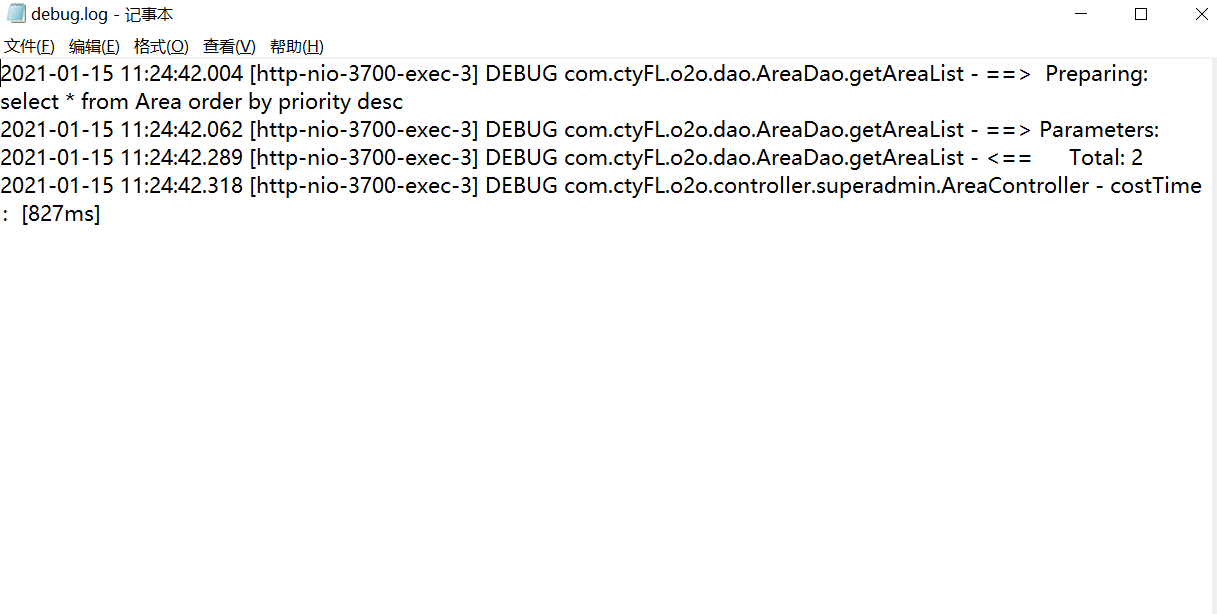 debug.log - 记事本
文件(F) 编辑(E) 格式(O) 查看(V) 帮助(H)
2021-01-15 11:24:42.004 [http-nio-3700-exec-3] DEBUG com.ctyFL.o2o.dao.AreaDao.getAreaList - ==>  Preparing:
select * from Area order by priority desc
2021-01-15 11:24:42.062 [http-nio-3700-exec-3] DEBUG com.ctyFL.o2o.dao.AreaDao.getAreaList - ==> Parameters:
2021-01-15 11:24:42.289 [http-nio-3700-exec-3] DEBUG com.ctyFL.o2o.dao.AreaDao.getAreaList - <==      Total: 2
2021-01-15 11:24:42.318 [http-nio-3700-exec-3] DEBUG com.ctyFL.o2o.controller.superadmin.AreaController - costTime
： [827ms]